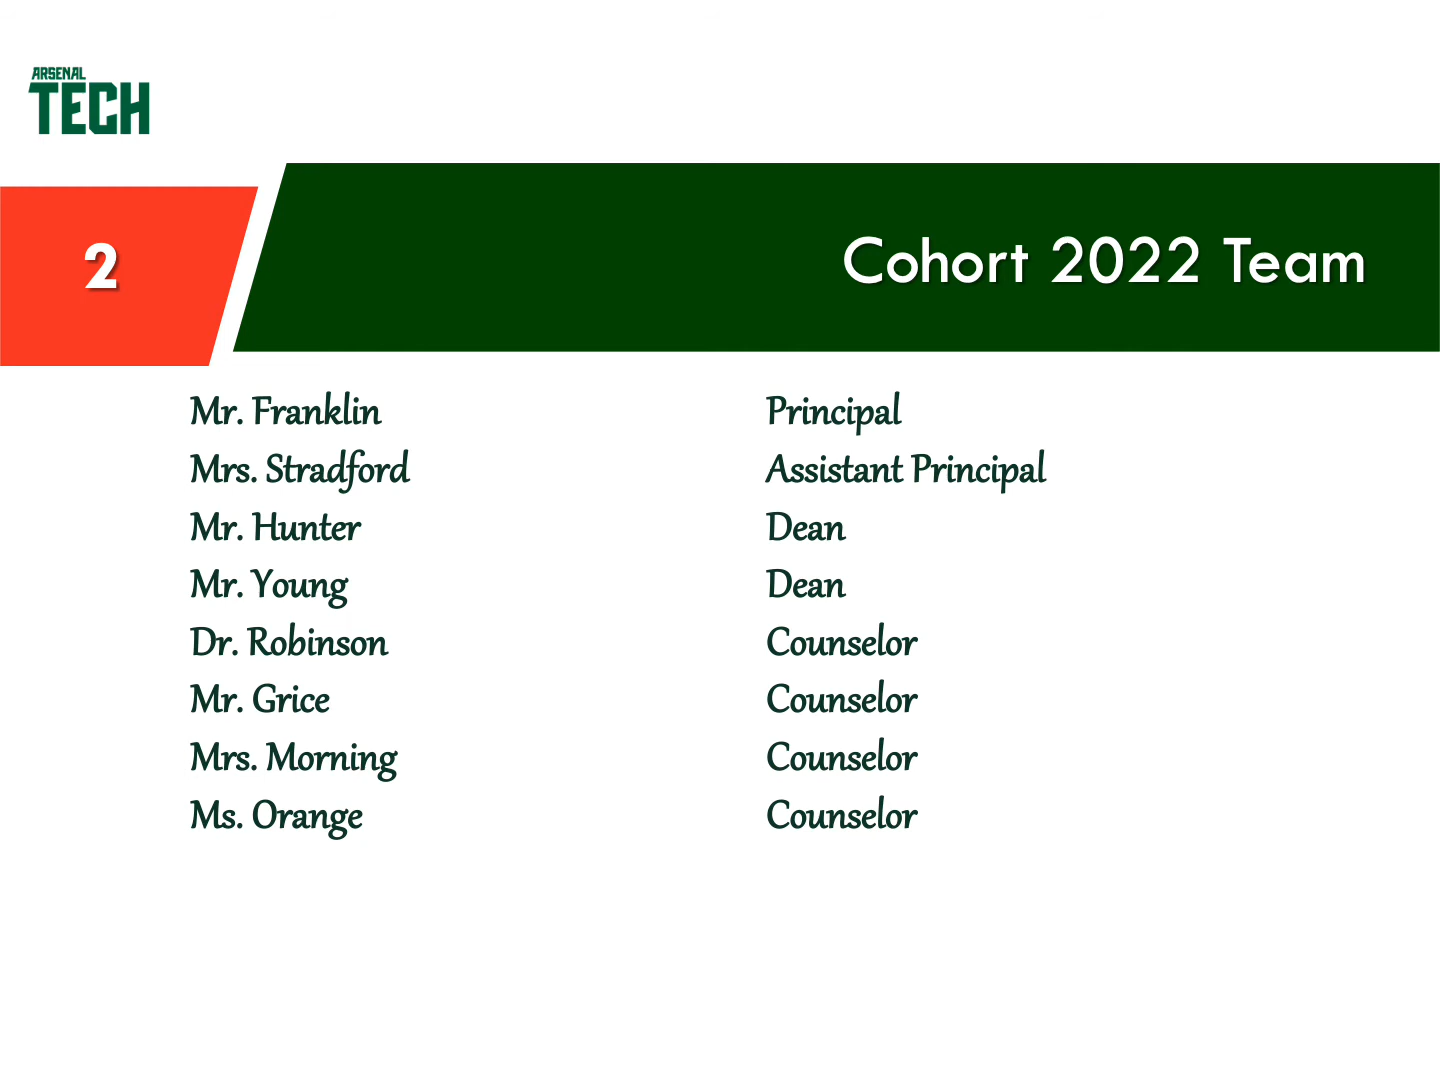 ARSENAL
TECH
2
Cohort 2022 Team
Mr. Franklin Principal
Mrs. Stradford Assistant Principal
Mr. Hunter Dean
Mr. Young Dean
Dr. Robinson Counselor
Mr. Grice Counselor
Mrs. Morning Counselor
Ms. Orange Counselor